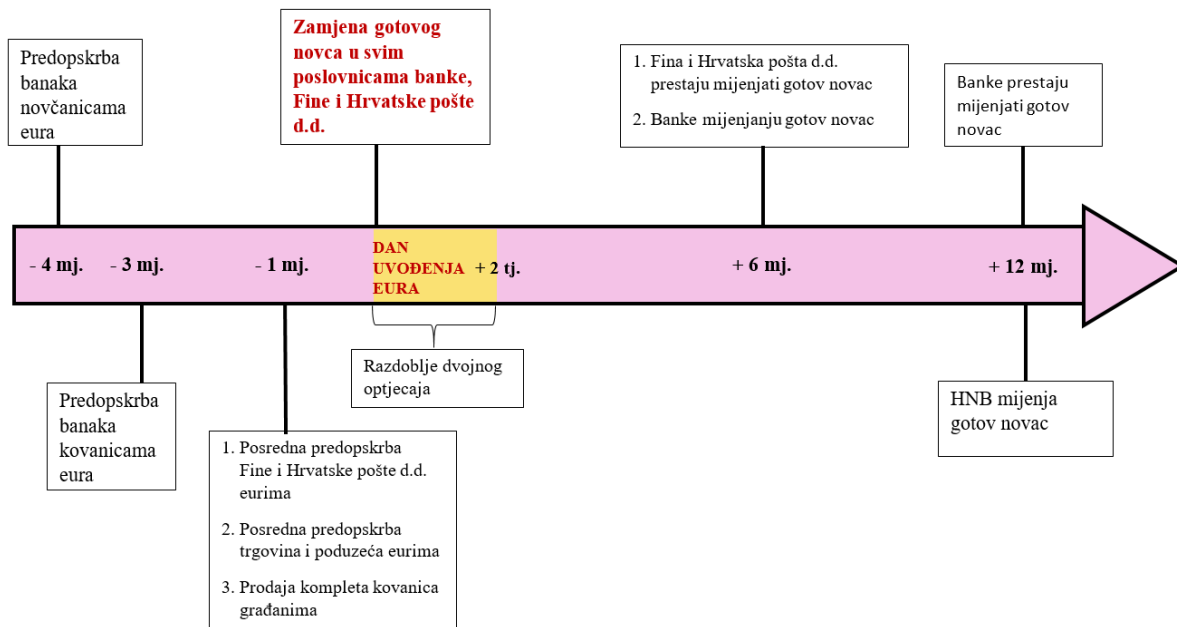 Predopskrba
banaka
novčanicama
eura
Zamjena gotovog
novca u svim
poslovnicama banke,
Fine i Hrvatske pošte
d.d.
1. Fina i Hrvatska pošta d.d.
prestaju mijenjati gotov novac
2. Banke mijenjanju gotov novac
Banke prestaju
mijenjati gotov
novac
- 4 mj.
- 3 mj.
- 1 mj.
DAN
UVOĐENJA
EURA
+ 2 tj.
+ 6 mj.
+ 12 mj.
Predopskrba
banaka
kovanicama
eura
1. Posredna predopskrba
Fine i Hrvatske pošte d.d.
eurima
2. Posredna predopskrba
trgovina i poduzeća eurima
3. Prodaja kompleta kovanica
građanima
Razdoblje dvojnog
optjecaja
HNB mijenja
gotov novac